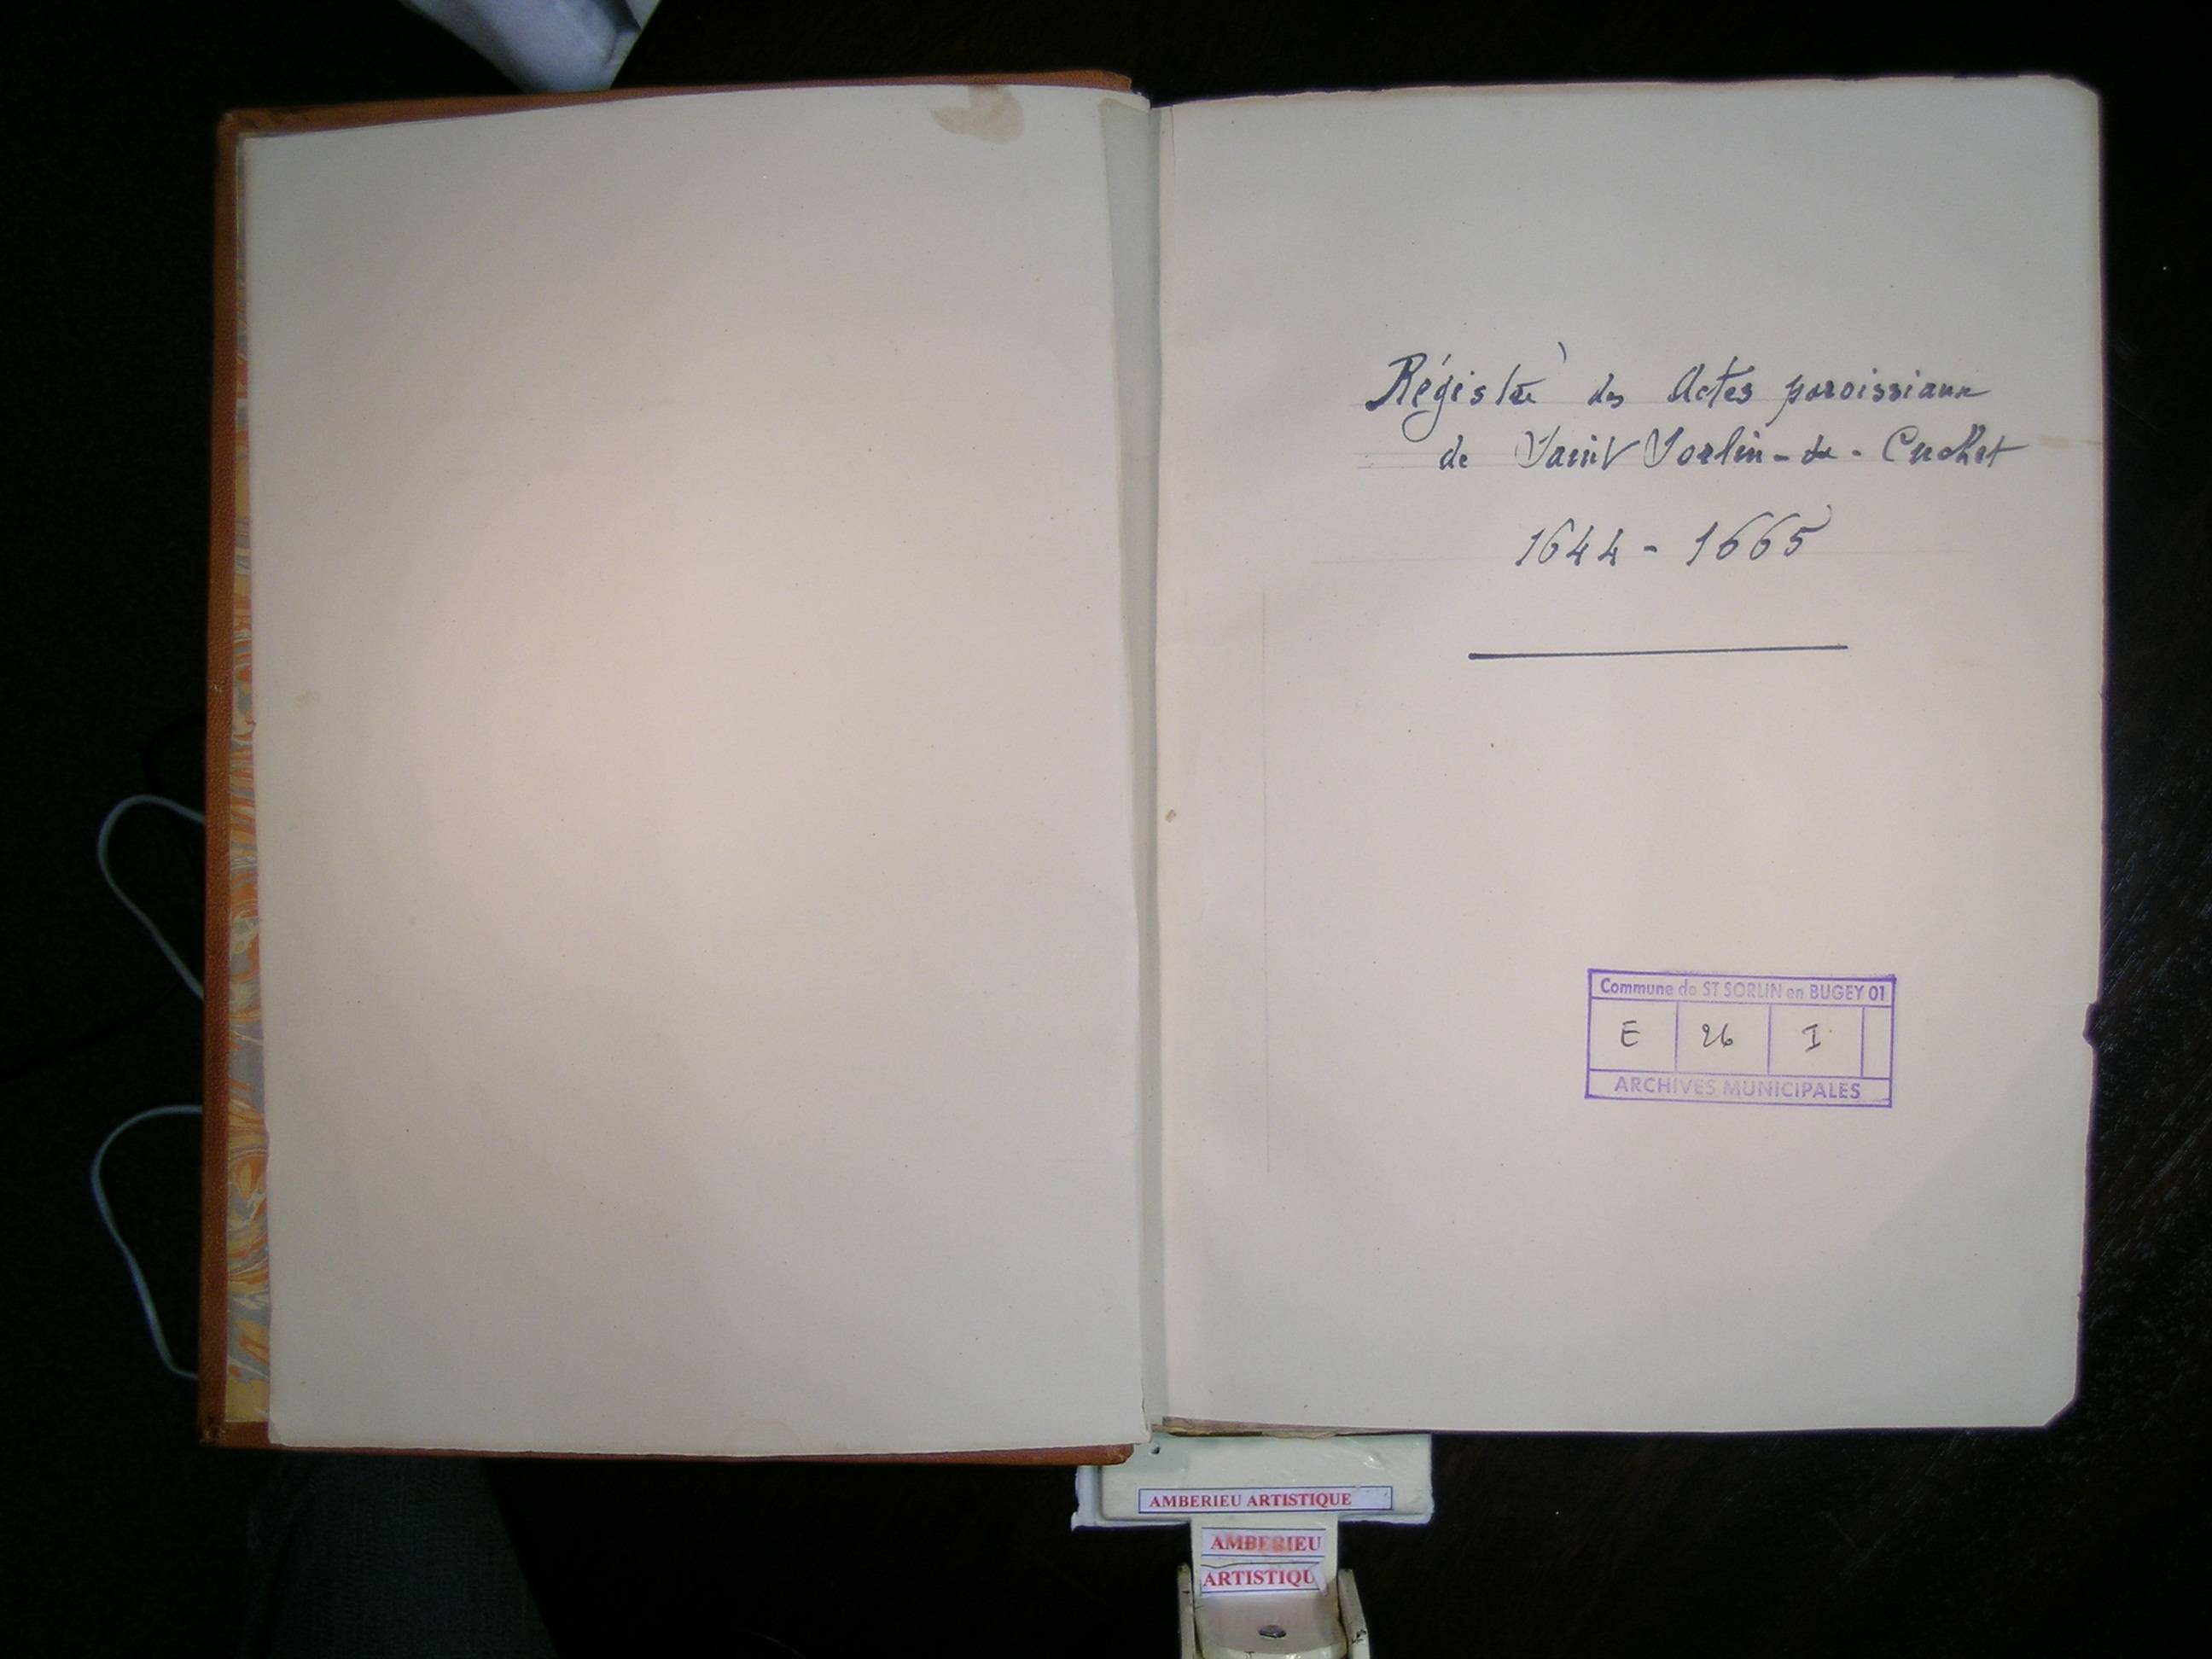 Régistre des Actes paroissiaux
de Saint Sorlin-de-Cuchet
1644 - 1665
Commune de ST SORLIN en BUGEY 01
E 26 I
ARCHIVES MUNICIPALES
AMBERIEU ARTISTIQUE
AMBERIEU
ARTISTIQU